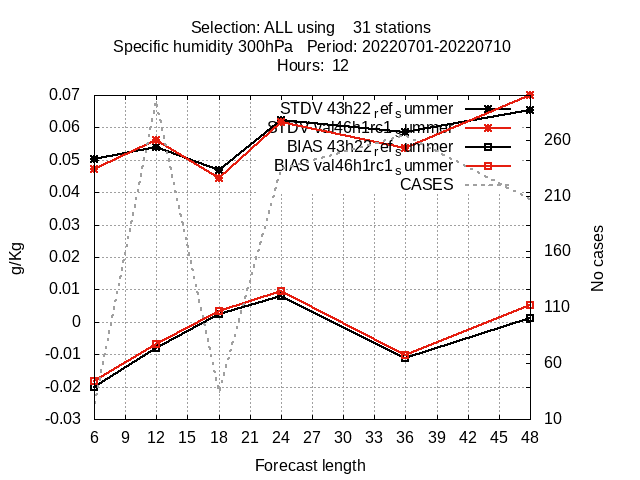 Selection: ALL using 31 stations
Specific humidity 300hPa Period: 20220701-20220710
Hours: 12
0.07
0.06
0.05
0.04
0.03
0.02
0.01
0
-0.01
-0.02
-0.03
g/Kg
STDV 43h22_ref_summer
STDV val46h1rc1_summer
BIAS 43h22_ref_summer
BIAS val46h1rc1_summer
CASES
260
210
160
110
60
10
No cases
6 9 12 15 18 21 24 27 30 33 36 39 42 45 48
Forecast length